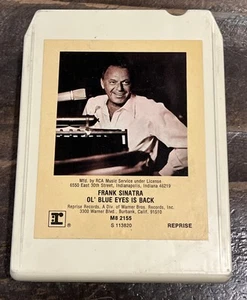 Mfd. by RCA Music Service under License
6550 East 30th Street, Indianapolis, Indiana 46219
FRANK SINATRA
OL' BLUE EYES IS BACK
Reprise Records, A Div. of Warner Bros. Records, Inc.
3300 Warner Blvd., Burbank, Calif. 91510
M8 2155
S 113920
REPRISE